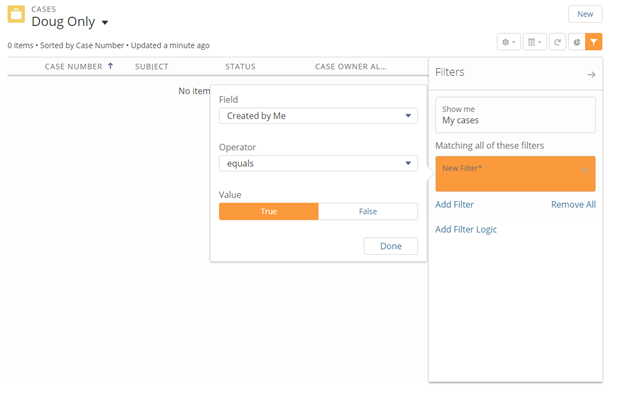 CASES
Doug Only
New
0 items • Sorted by Case Number • Updated a minute ago
CASE NUMBER SUBJECT STATUS CASE OWNER AL...
No item
Field
Created by Me
Operator
equals
Value
True False
Done
Filters
Show me
My cases
Matching all of these filters
New Filter*
Add Filter Remove All
Add Filter Logic